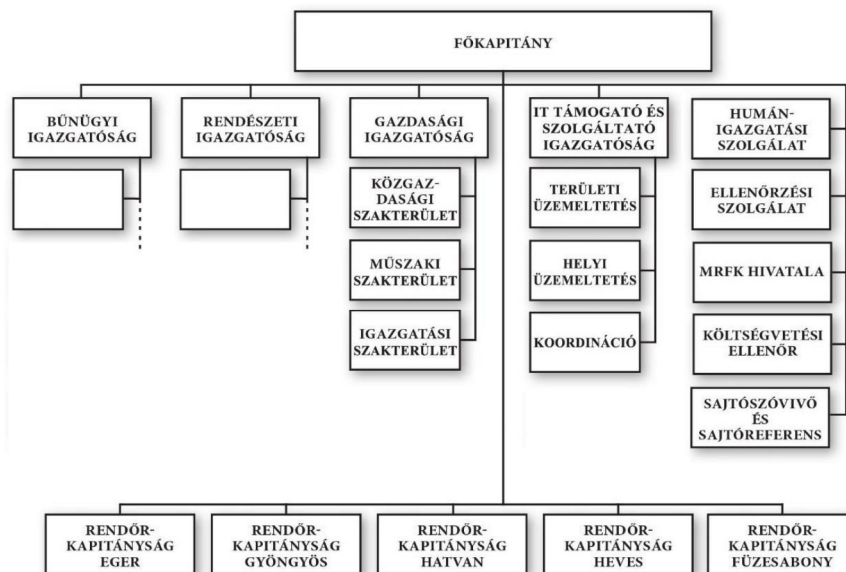 FŐKAPITÁNY
BŰNÜGYI
IGAZGATÓSÁG
RENDÉSZETI
IGAZGATÓSÁG
GAZDASÁGI
IGAZGATÓSÁG
KÖZGAZ-
DASÁGI
SZAKTERÜLET
MŰSZAKI
SZAKTERÜLET
IGAZGATÁSI
SZAKTERÜLET
IT TÁMOGATÓ ÉS
SZOLGÁLTATÓ
IGAZGATÓSÁG
TERÜLETI
ÜZEMELTETÉS
HELYI
ÜZEMELTETÉS
KOORDINÁCIÓ
HUMÁN-
IGAZGATÁSI
SZOLGÁLAT
ELLENŐRZÉSI
SZOLGÁLAT
MRFK HIVATALA
KÖLTSÉGVETÉSI
ELLENŐR
SAJTÓSZÓVIVŐ
ÉS
SAJTÓREFERENS
RENDŐR-
KAPITÁNYSÁG
EGER
RENDŐR-
KAPITÁNYSÁG
GYÖNGYÖS
RENDŐR-
KAPITÁNYSÁG
HATVAN
RENDŐR-
KAPITÁNYSÁG
HEVES
RENDŐR-
KAPITÁNYSÁG
FÜZESABONY